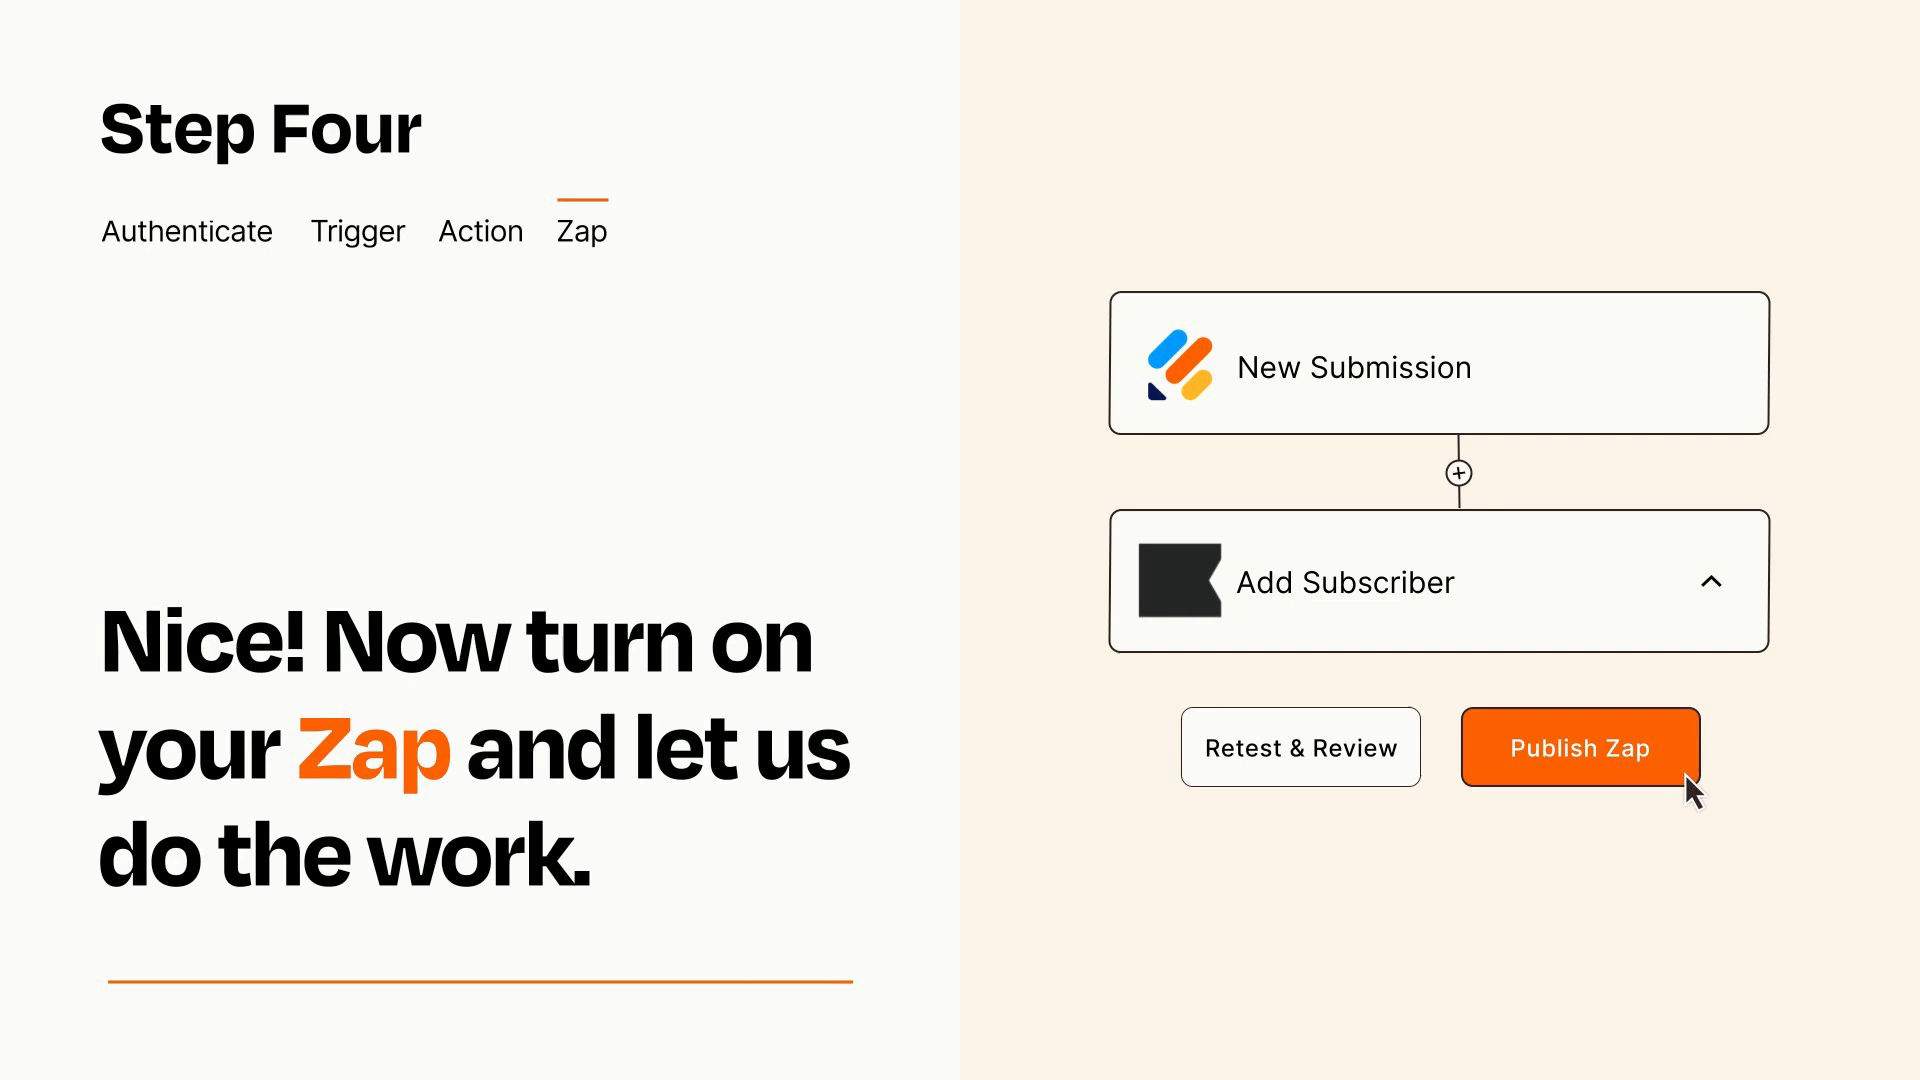 Step Four
Authenticate Trigger Action Zap
Nice! Now turn on
your Zap and let us
do the work.
New Submission
Add Subscriber
Retest & Review
Publish Zap